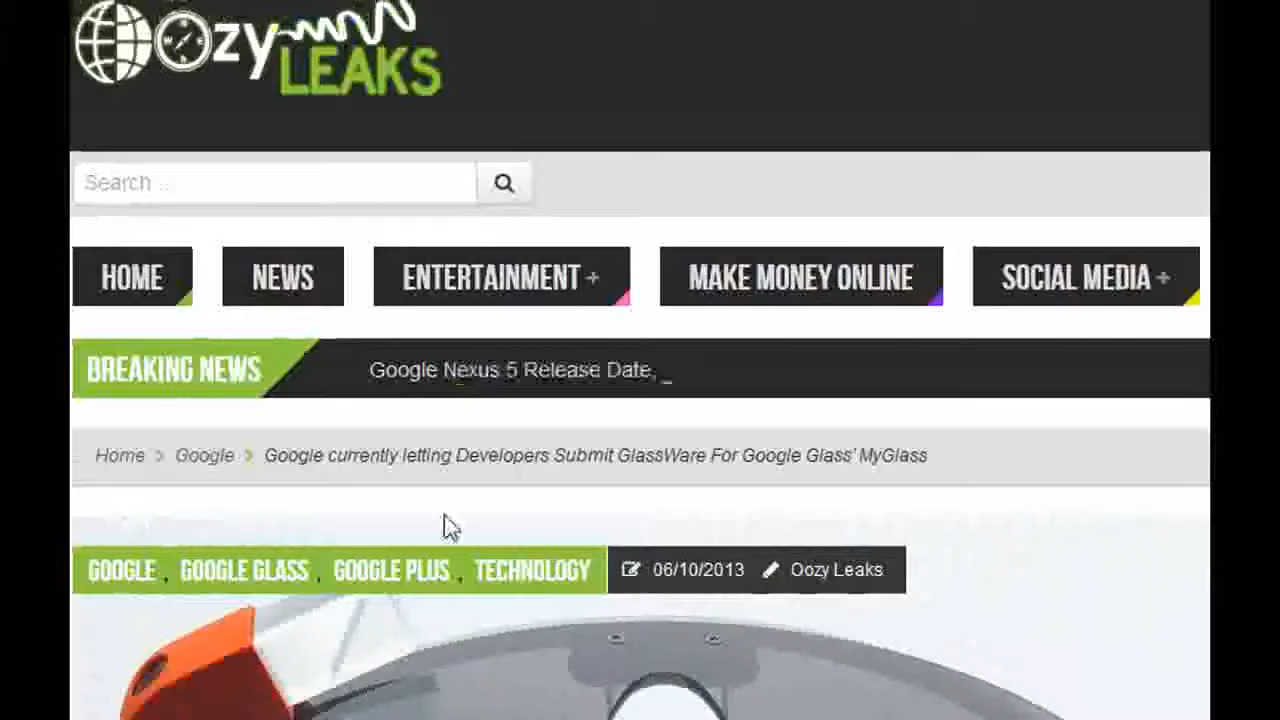 Oozy
LEAKS
Search ...
HOME NEWS ENTERTAINMENT + MAKE MONEY ONLINE SOCIAL MEDIA +
BREAKING NEWS Google Nexus 5 Release Date, _
Home > Google > Google currently letting Developers Submit GlassWare For Google Glass' MyGlass
GOOGLE , GOOGLE GLASS , GOOGLE PLUS , TECHNOLOGY 06/10/2013 Oozy Leaks